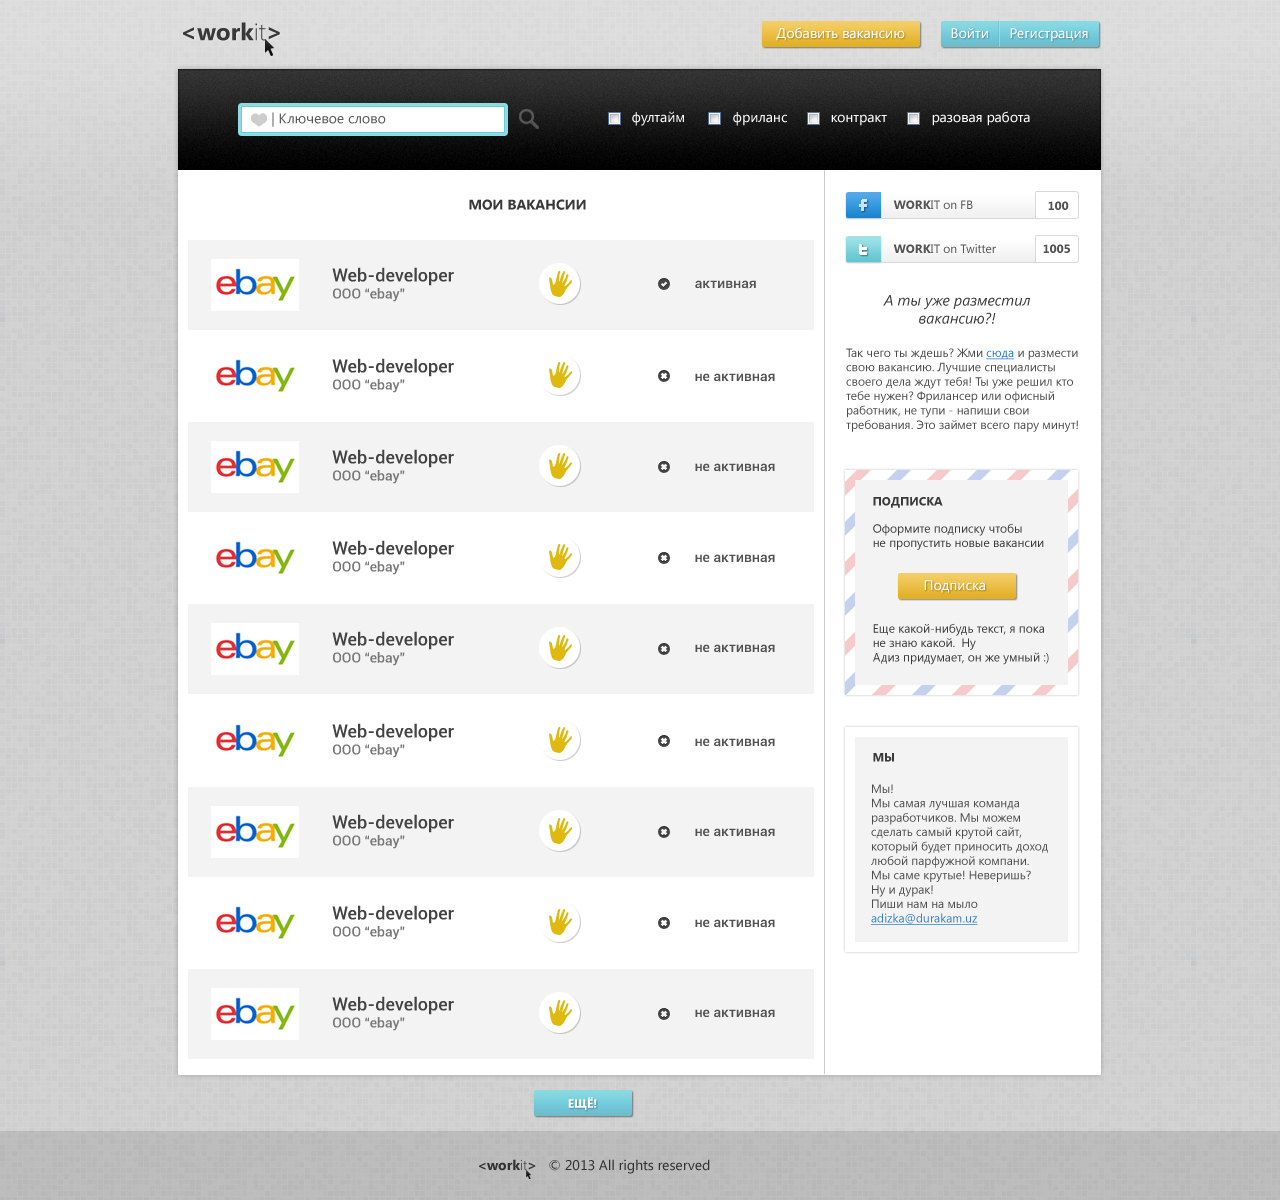 <workit>
Добавить вакансию
Войти
Регистрация
| Ключевое слово
фултайм
фриланс
контракт
разовая работа
МОИ ВАКАНСИИ
ebay
Web-developer
ООО “ebay”
активная
ebay
Web-developer
ООО “ebay”
не активная
ebay
Web-developer
ООО “ebay”
не активная
ebay
Web-developer
ООО “ebay”
не активная
ebay
Web-developer
ООО “ebay”
не активная
ebay
Web-developer
ООО “ebay”
не активная
ebay
Web-developer
ООО “ebay”
не активная
ebay
Web-developer
ООО “ebay”
не активная
ebay
Web-developer
ООО “ebay”
не активная
f WORKIT on FB 100
t WORKIT on Twitter 1005
А ты уже разместил
вакансию?!
Так чего ты ждешь? Жми сюда и размести
свою вакансию. Лучшие специалисты
своего дела ждут тебя! Ты уже решил кто
тебе нужен? Фрилансер или офисный
работник, не тупи - напиши свои
требования. Это займет всего пару минут!
ПОДПИСКА
Оформите подписку чтобы
не пропустить новые вакансии
Подписка
Еще какой-нибудь текст, я пока
не знаю какой.  Ну
Адиз придумает, он же умный :)
МЫ
Мы!
Мы самая лучшая команда
разработчиков. Мы можем
сделать самый крутой сайт,
который будет приносить доход
любой парфужной компани.
Мы саме крутые! Неверишь?
Ну и дурак!
Пиши нам на мыло
adizka@durakam.uz
ЕЩЁ!
<workit> © 2013 All rights reserved